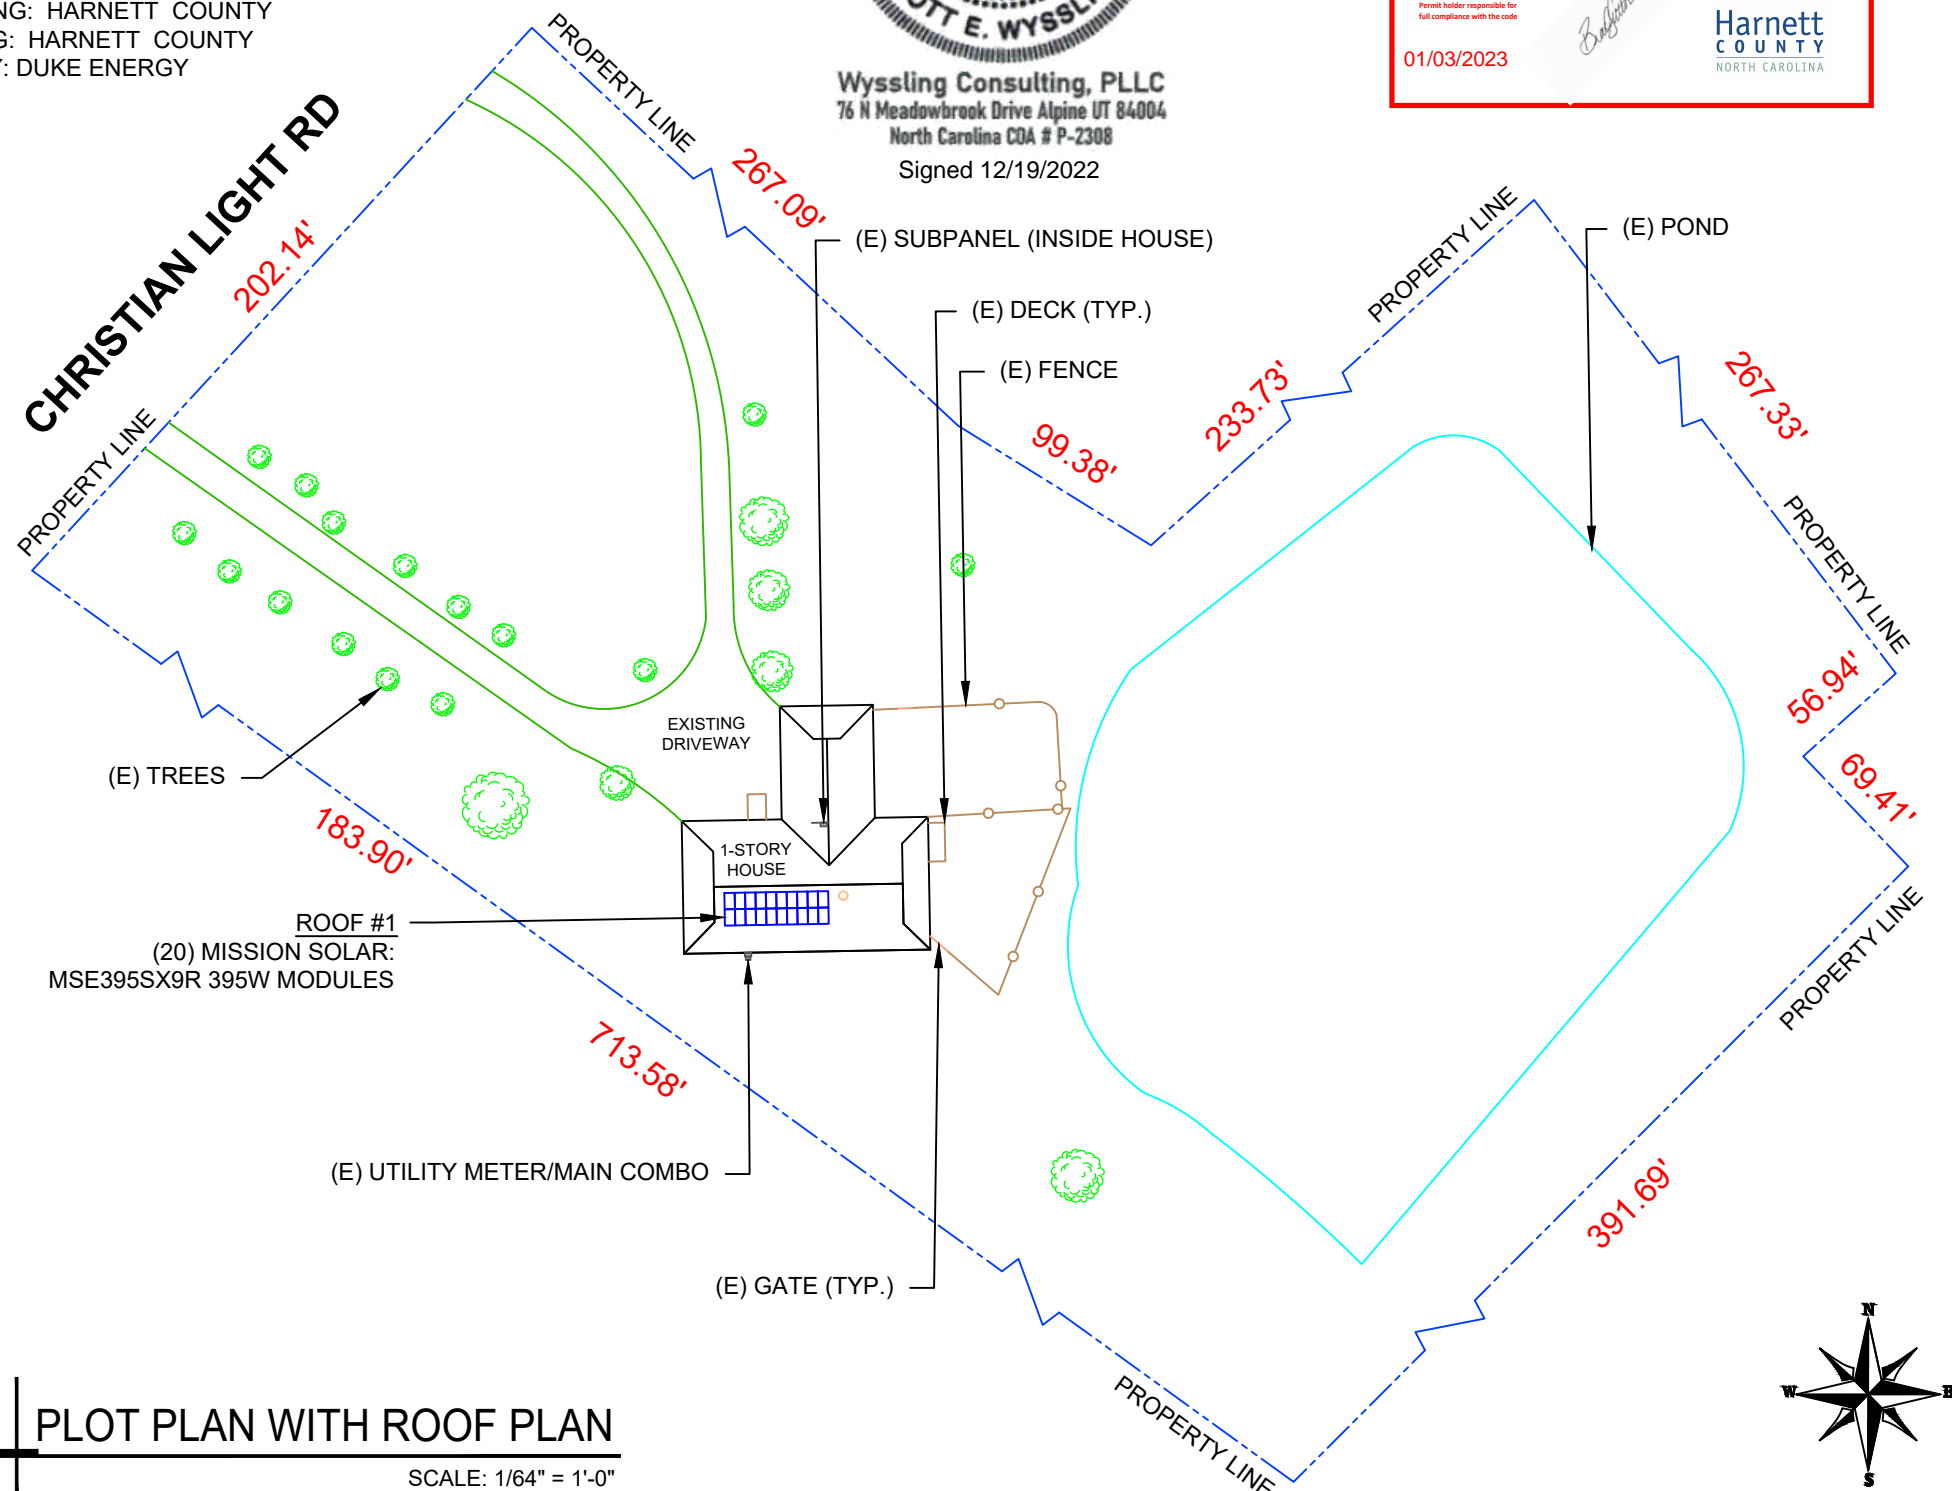 HARNETT COUNTY
HARNETT COUNTY
DUKE ENERGY
E. WYSSLING
Wyssling Consulting, PLLC
76 N Meadowbrook Drive Alpine UT 84004
North Carolina COA # P-2308
Signed 12/19/2022
Permit holder responsible for
full compliance with the code
01/03/2023
Harnett
COUNTY
NORTH CAROLINA
CHRISTIAN LIGHT RD
PROPERTY LINE
202.14'
PROPERTY LINE
267.09'
(E) SUBPANEL (INSIDE HOUSE)
(E) DECK (TYP.)
(E) FENCE
99.38'
233.73'
PROPERTY LINE
(E) POND
267.33'
PROPERTY LINE
56.94'
69.41'
PROPERTY LINE
391.69'
EXISTING
DRIVEWAY
1-STORY
HOUSE
(E) TREES
183.90'
ROOF #1
(20) MISSION SOLAR:
MSE395SX9R 395W MODULES
713.58'
(E) UTILITY METER/MAIN COMBO
(E) GATE (TYP.)
PROPERTY LINE
N
W
E
S
PLOT PLAN WITH ROOF PLAN
SCALE: 1/64" = 1'-0"